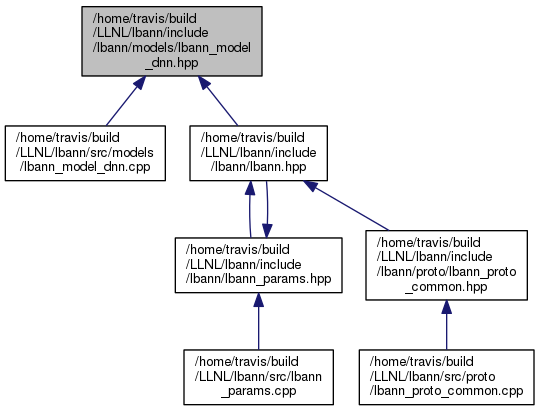 /home/travis/build
/LLNL/lbann/include
/lbann/models/lbann_model
_dnn.hpp
/home/travis/build
/LLNL/lbann/src/models
/lbann_model_dnn.cpp
/home/travis/build
/LLNL/lbann/include
/lbann/lbann.hpp
/home/travis/build
/LLNL/lbann/include
/lbann/lbann_params.hpp
/home/travis/build
/LLNL/lbann/include
/lbann/proto/lbann_proto
_common.hpp
/home/travis/build
/LLNL/lbann/src/lbann
_params.cpp
/home/travis/build
/LLNL/lbann/src/proto
/lbann_proto_common.cpp